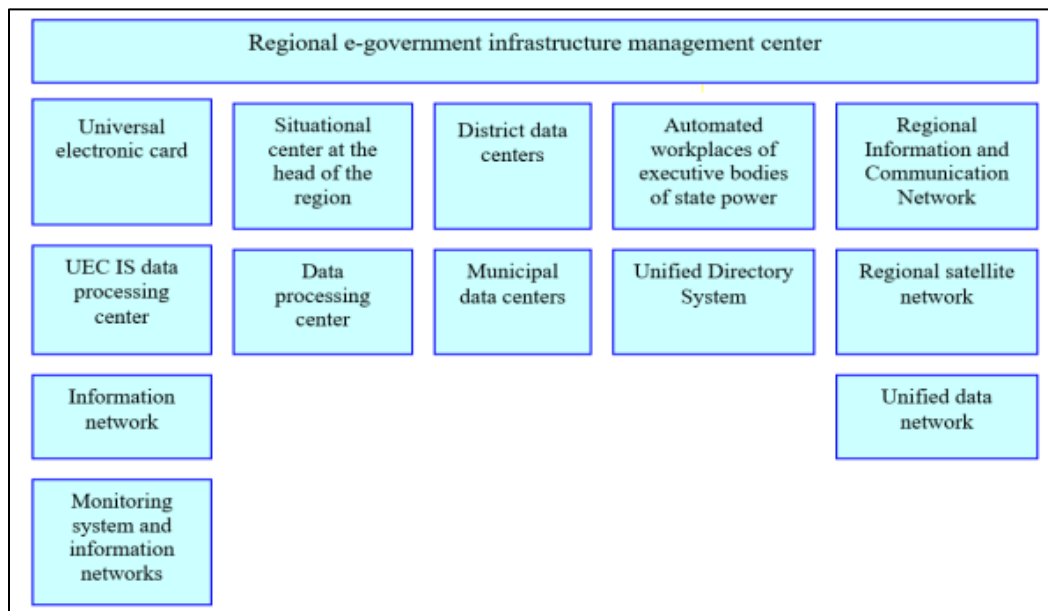 Regional e-government infrastructure management center
Universal
electronic card
Situational
center at the
head of the
region
District data
centers
Automated
workplaces of
executive bodies
of state power
Regional
Information and
Communication
Network
UEC IS data
processing
center
Data
processing
center
Municipal
data centers
Unified Directory
System
Regional satellite
network
Information
network
Unified data
network
Monitoring
system and
information
networks